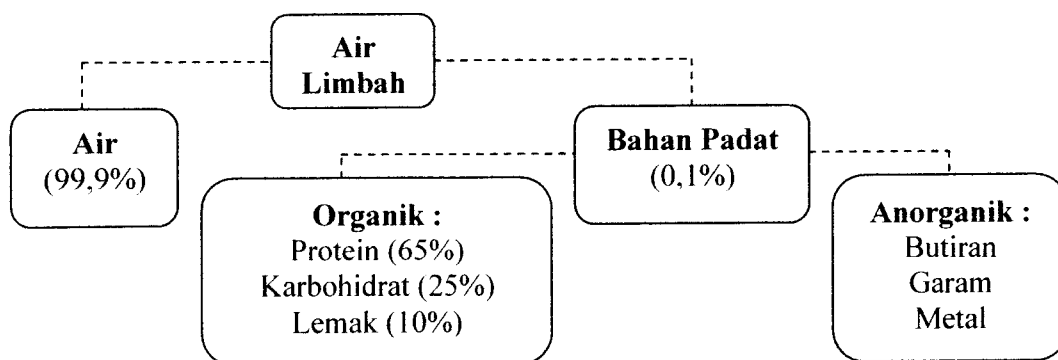 Air
Limbah
Air
(99,9%)
Bahan Padat
(0,1%)
Organik :
Protein (65%)
Karbohidrat (25%)
Lemak (10%)
Anorganik :
Butiran
Garam
Metal